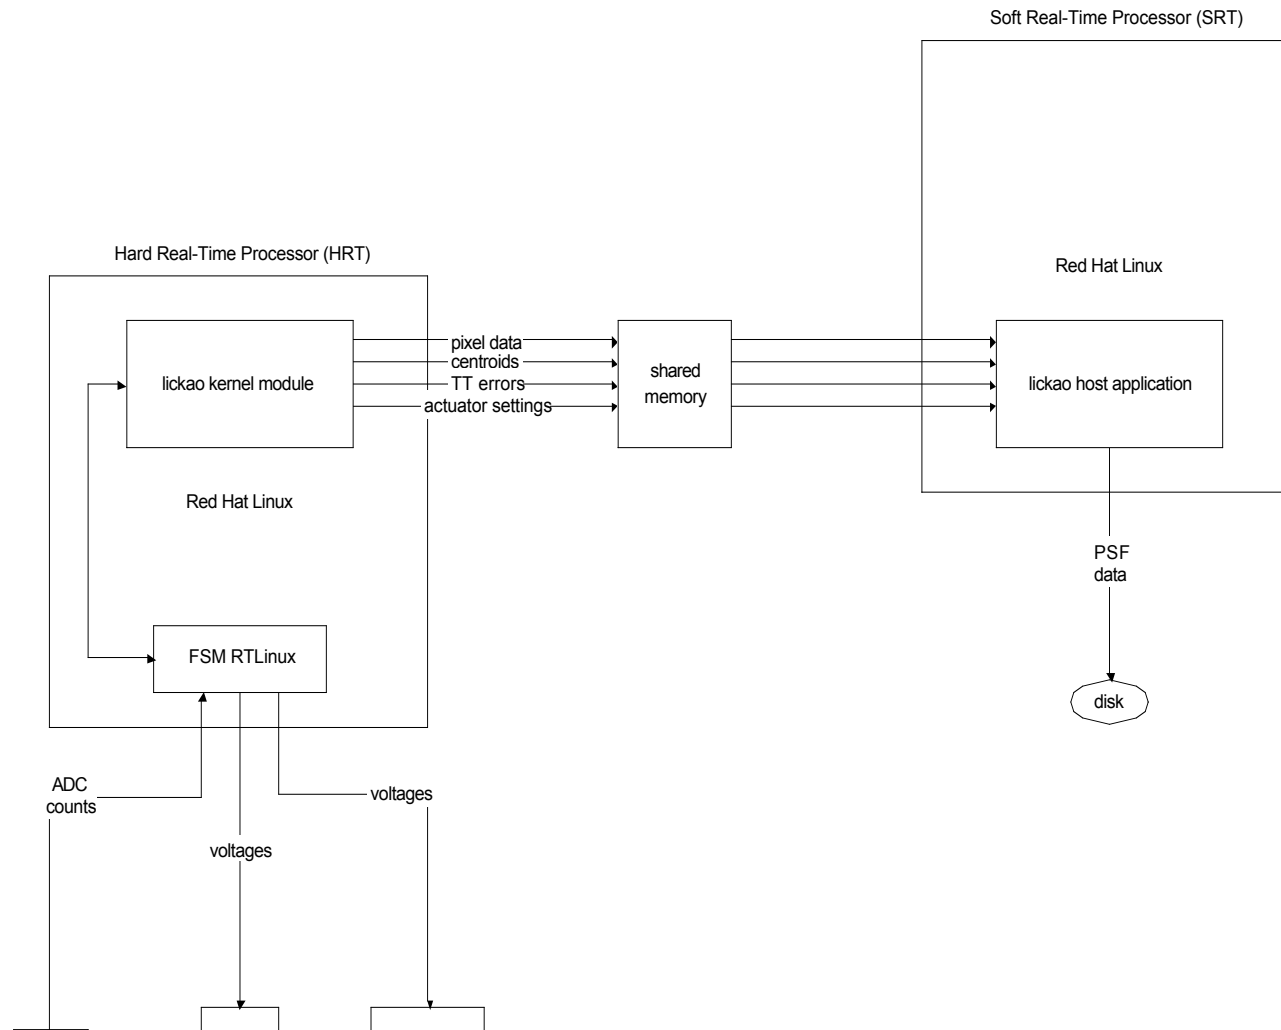 Soft Real-Time Processor (SRT)
Hard Real-Time Processor (HRT)
Red Hat Linux
lickao kernel module
pixel data
centroids
TT errors
actuator settings
shared
memory
lickao host application
Red Hat Linux
PSF
data
FSM RTLinux
disk
ADC
counts
voltages
voltages